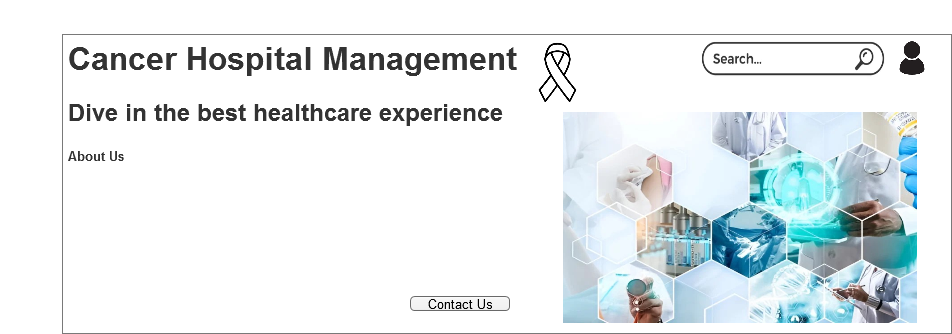 Cancer Hospital Management
Search...
Dive in the best healthcare experience
About Us
Contact Us